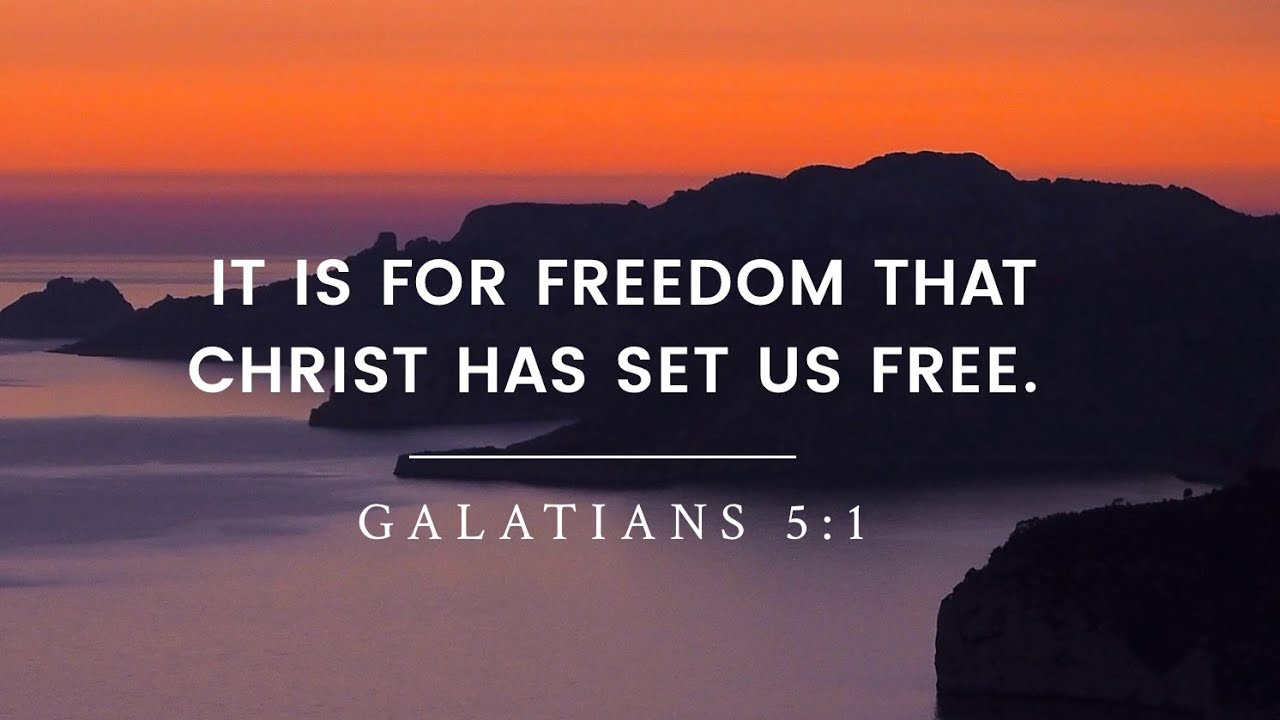 IT IS FOR FREEDOM THAT
CHRIST HAS SET US FREE.
GALATIANS 5:1